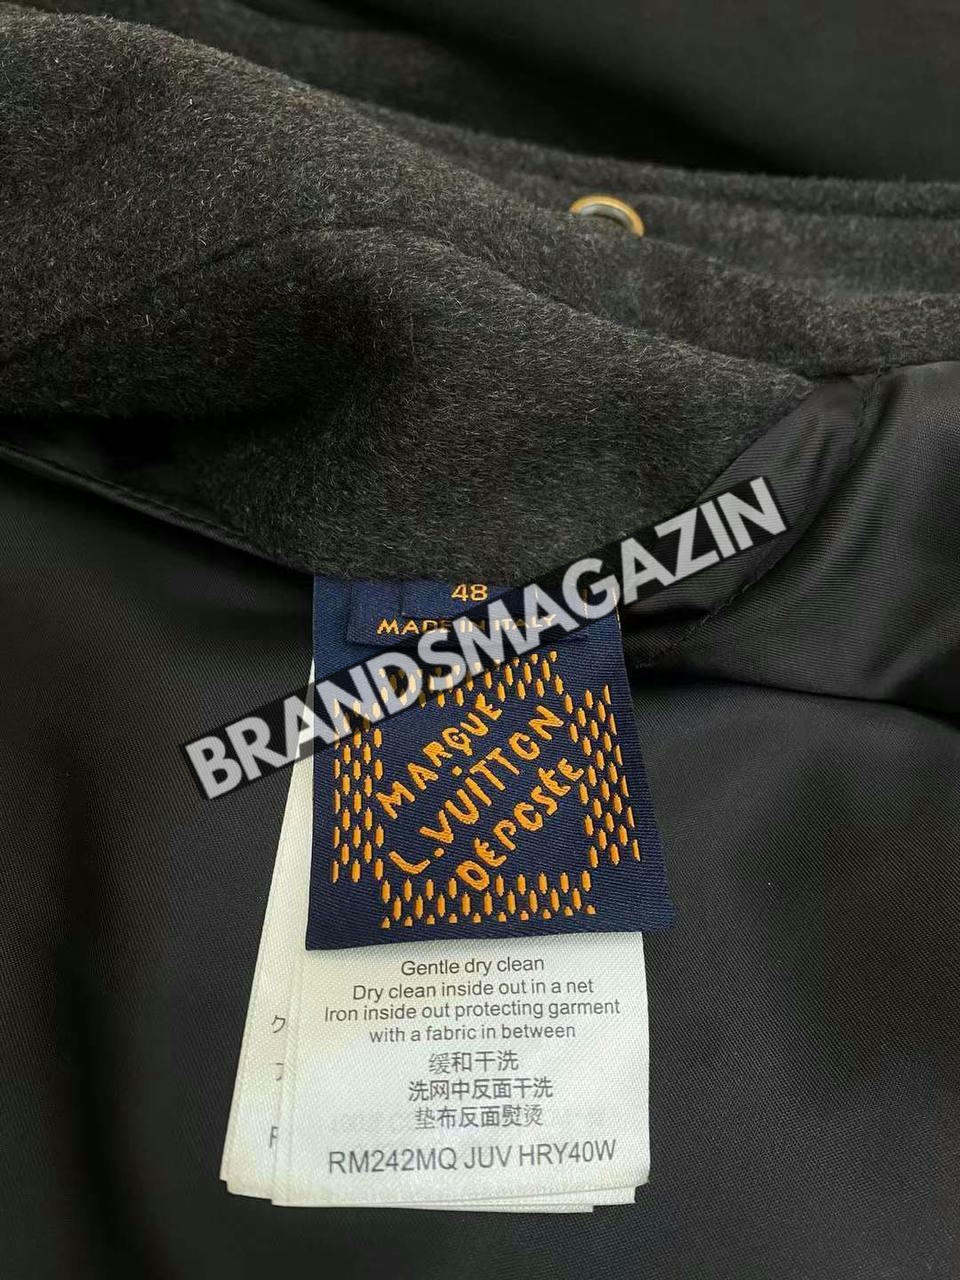 48
MADE IN ITALY
BRANDSMAGAZIN
MARQUE
L.VUITTON
DÉPOSÉE
Gentle dry clean
Dry clean inside out in a net
Iron inside out protecting garment
with a fabric in between
缓和干洗
洗网中反面干洗
垫布反面熨烫
RM242MQ JUV HRY40W
ク